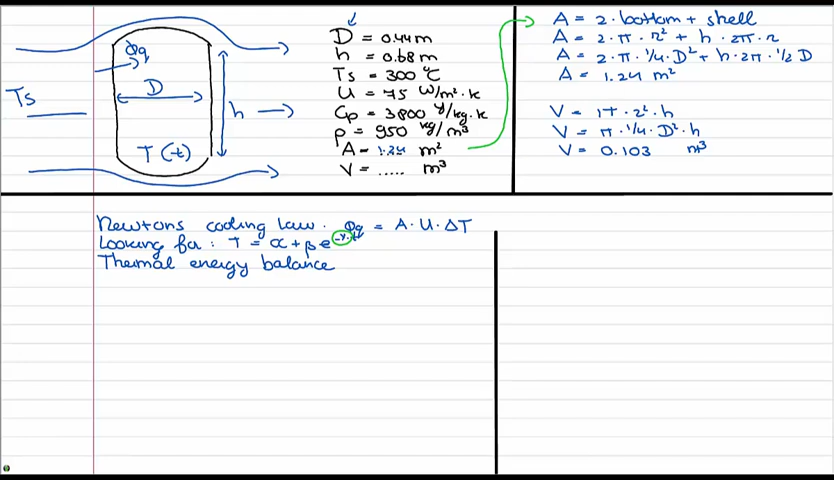 Φq
Ts
D
h
T(t)
D = 0.44 m
h = 0.68 m
Ts = 300 °C
U = 75 W/m²·k
Cp = 3800 J/kg·k
ρ = 950 kg/m³
A = 1.24 m²
V = ..... m³
A = 2·bottom + shell
A = 2·π·r² + h·2π·r
A = 2·π·1/4·D² + h·2π·1/2 D
A = 1.24 m²
V = π·r²·h
V = π·1/4·D²·h
V = 0.103 m³
Newtons cooling law. Φq = A·U·ΔT
Looking for: T = α + β e^-γ·t
Thermal energy balance